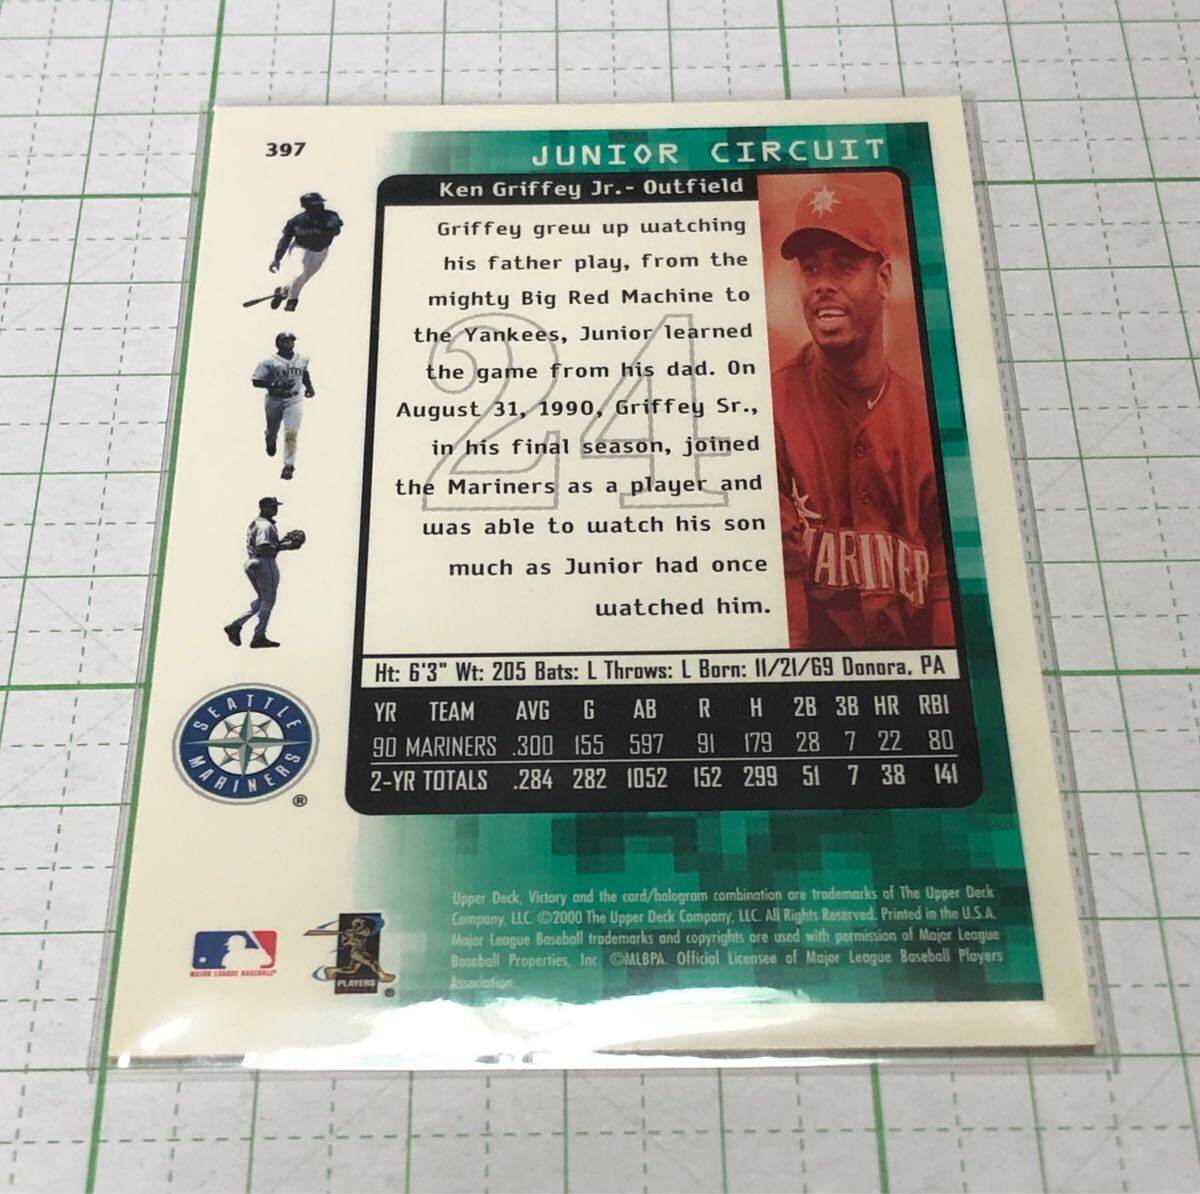 397
JUNIOR CIRCUIT
Ken Griffey Jr.- Outfield
Griffey grew up watching
his father play, from the
mighty Big Red Machine to
the Yankees, Junior learned
the game from his dad. On
August 31, 1990, Griffey Sr.,
in his final season, joined
the Mariners as a player and
was able to watch his son
much as Junior had once
watched him.
24
ARINER
Ht: 6'3" Wt: 205 Bats: L Throws: L Born: 11/21/69 Donora, PA
YR TEAM AVG G AB R H 2B 3B HR RBI
90 MARINERS .300 155 597 91 179 28 7 22 80
2-YR TOTALS .284 282 1052 152 299 51 7 38 141
SEATTLE
MARINERS
®
Upper Deck, Victory and the card/hologram combination are trademarks of The Upper Deck
Company, LLC. ©2000 The Upper Deck Company, LLC. All Rights Reserved. Printed in the U.S.A.
Major League Baseball trademarks and copyrights are used with permission of Major League
Baseball Properties, Inc. ©MLBPA. Official Licensee of Major League Baseball Players
Association.
MAJOR LEAGUE BASEBALL
PLAYERS
®